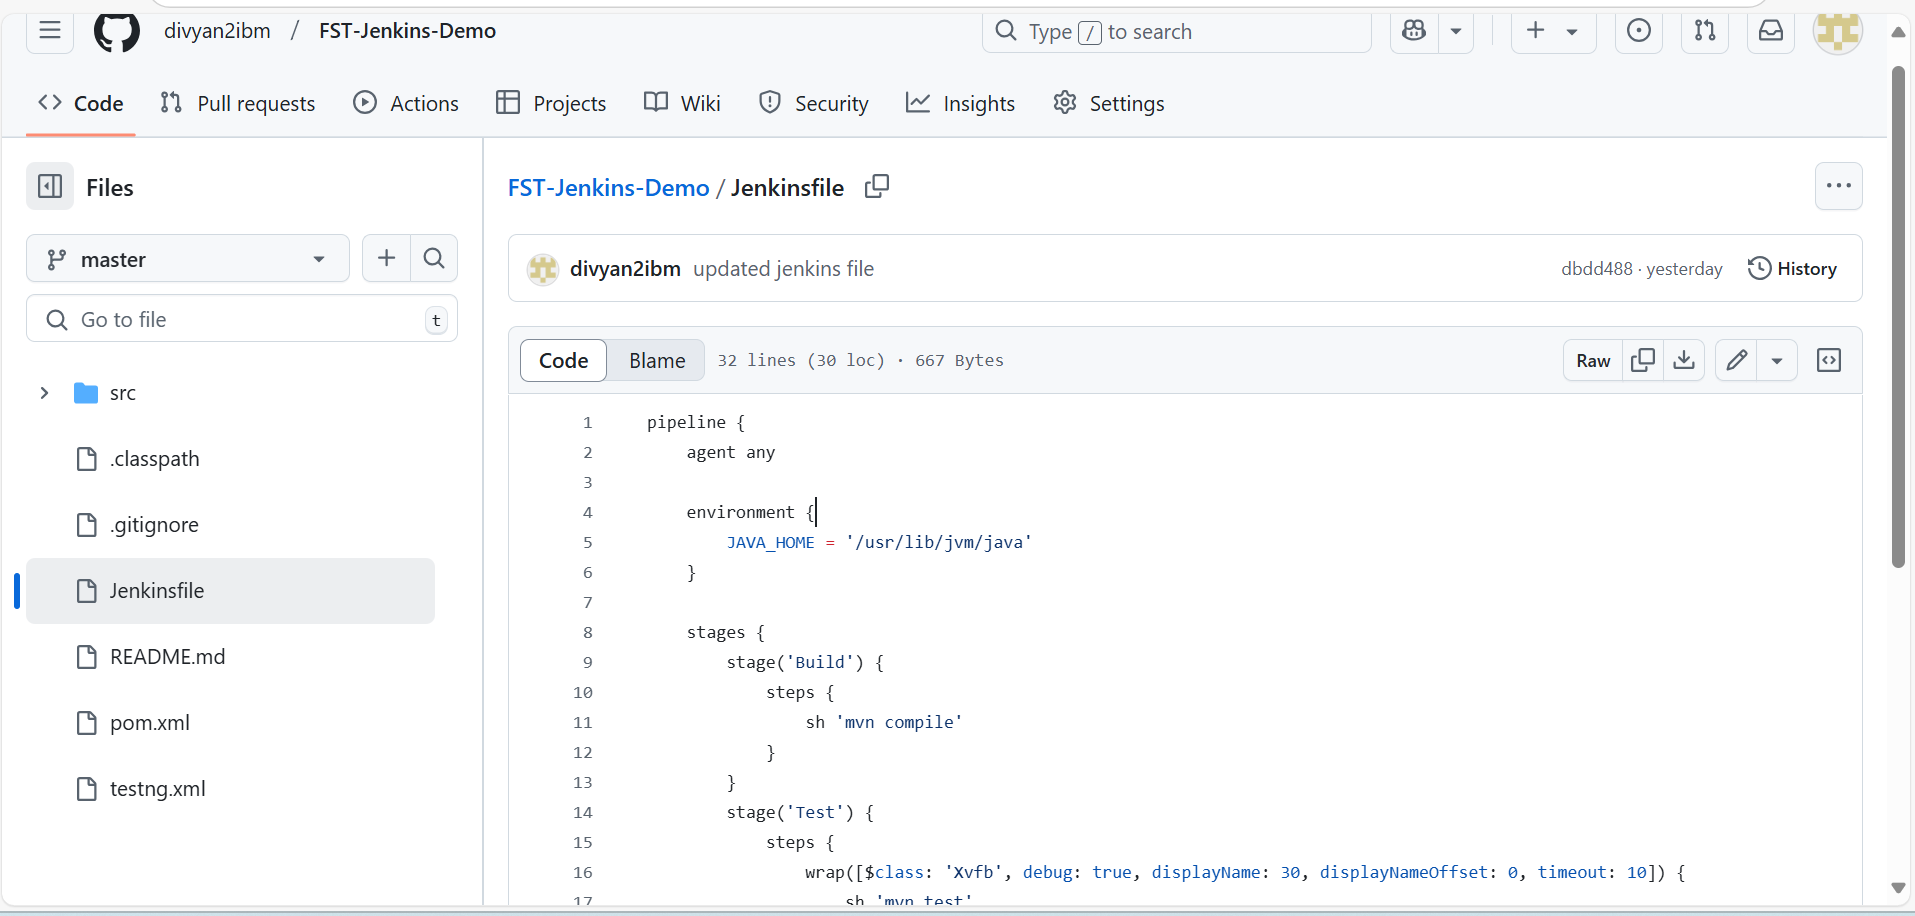 divyan2ibm / FST-Jenkins-Demo
Type / to search
Code
Pull requests
Actions
Projects
Wiki
Security
Insights
Settings
Files
master
Go to file
t
src
.classpath
.gitignore
Jenkinsfile
README.md
pom.xml
testng.xml
FST-Jenkins-Demo / Jenkinsfile
divyan2ibm updated jenkins file
dbdd488 · yesterday
History
Code
Blame
32 lines (30 loc) · 667 Bytes
Raw
1 pipeline {
2     agent any
3
4     environment {
5         JAVA_HOME = '/usr/lib/jvm/java'
6     }
7
8     stages {
9         stage('Build') {
10             steps {
11                 sh 'mvn compile'
12             }
13         }
14         stage('Test') {
15             steps {
16                 wrap([$class: 'Xvfb', debug: true, displayName: 30, displayNameOffset: 0, timeout: 10]) {
17                     sh 'mvn test'